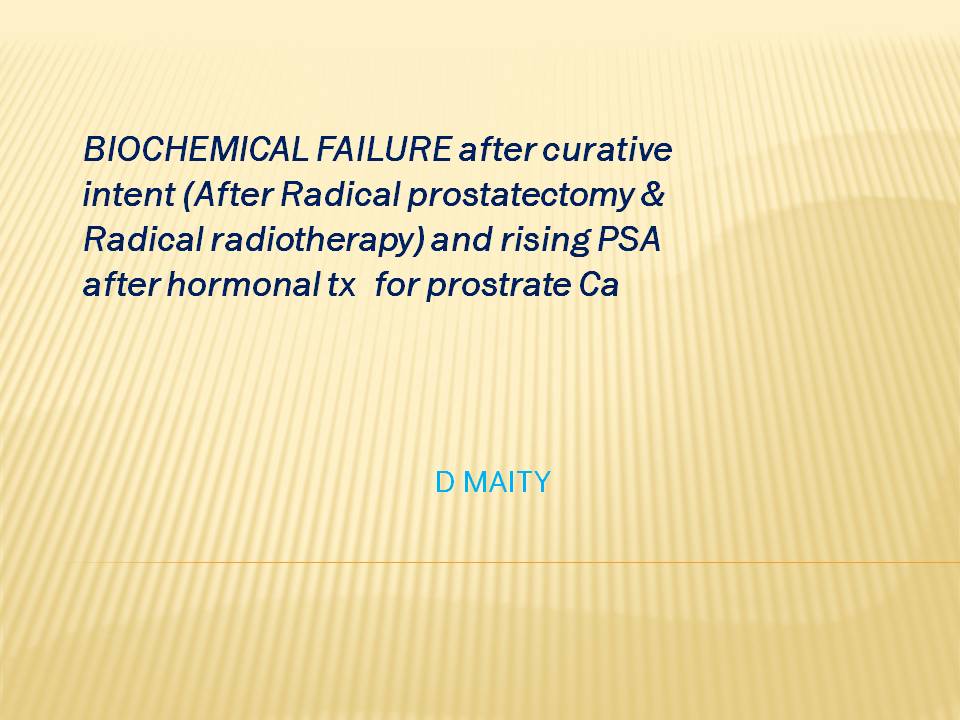 BIOCHEMICAL FAILURE after curative
intent (After Radical prostatectomy &
Radical radiotherapy) and rising PSA
after hormonal tx  for prostrate Ca
D MAITY